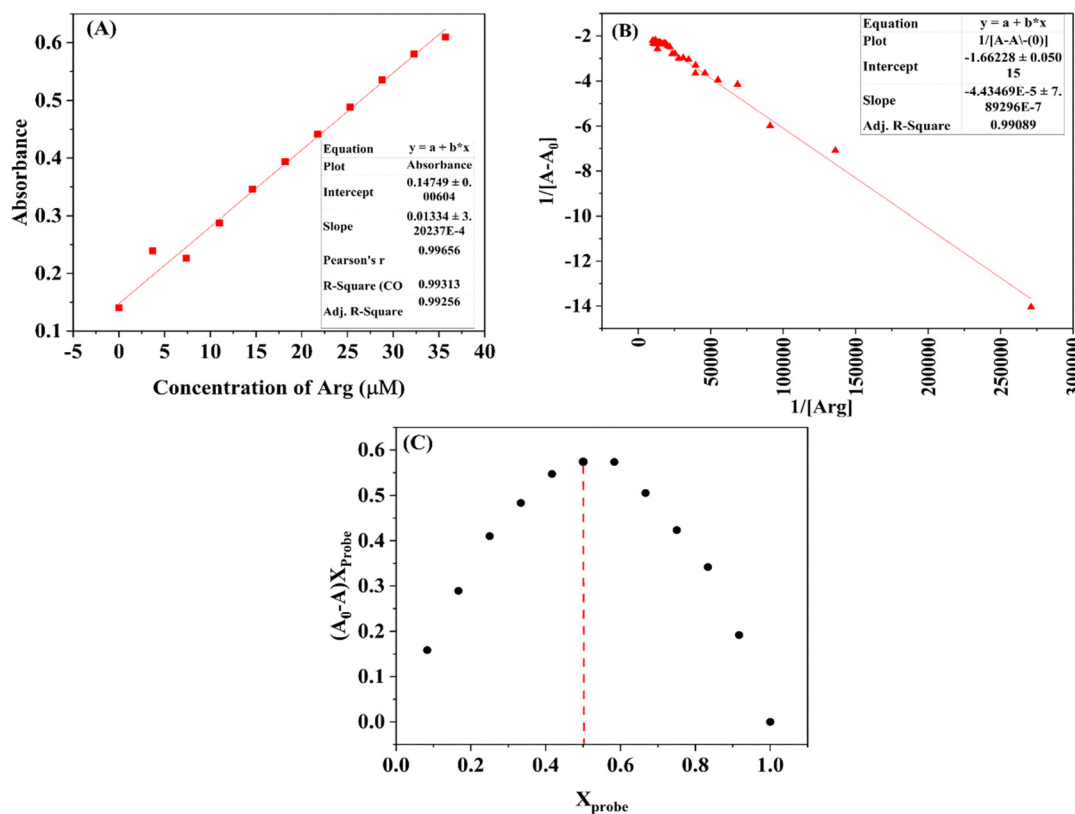 (A)
Absorbance
0.6
0.5
0.4
0.3
0.2
0.1
Equation y = a + b*x
Plot Absorbance
Intercept 0.14749 ± 0.
00604
Slope 0.01334 ± 3.
20237E-4
Pearson's r 0.99656
R-Square (CO 0.99313
Adj. R-Square 0.99256
-5 0 5 10 15 20 25 30 35 40
Concentration of Arg (μM)
(B)
1/[A-A0]
-2
-4
-6
-8
-10
-12
-14
Equation y = a + b*x
Plot 1/[A-A\-(0)]
Intercept -1.66228 ± 0.050
15
Slope -4.43469E-5 ± 7.
89296E-7
Adj. R-Square 0.99089
0 500000 1000000 1500000 2000000 2500000 3000000
1/[Arg]
(C)
(A0-A)XProbe
0.6
0.5
0.4
0.3
0.2
0.1
0.0
0.0 0.2 0.4 0.6 0.8 1.0
Xprobe